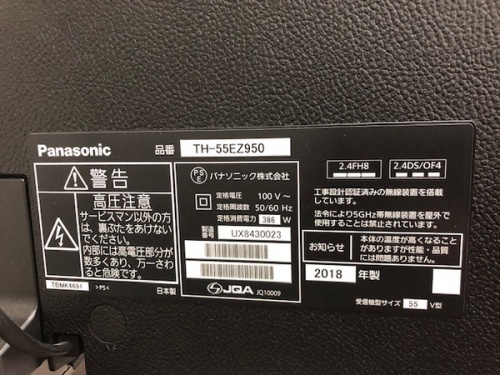 Panasonic
品番 TH-55EZ950
警告
高圧注意
サービスマン以外の方
は、裏ぶたをあけない
でください。
内部には高電圧部分が
数多くあり、万一さわ
ると危険です。
TBMK4691 >PS< 日本製
PSE パナソニック株式会社
定格電圧 100 V～
定格周波数 50/60 Hz
定格消費電力 386 W
製造番号 UX8430023
JQA JQ10009
2.4FH8 2.4DS/OF4
工事設計認証済みの無線装置を搭載
しています。
法令により5GHz帯無線装置を屋外で
使用することは禁止されています。
お知らせ
本体の温度が高くなること
がありますが性能・品質
には問題ありません。
2018 年製
受信機型サイズ 55 V型